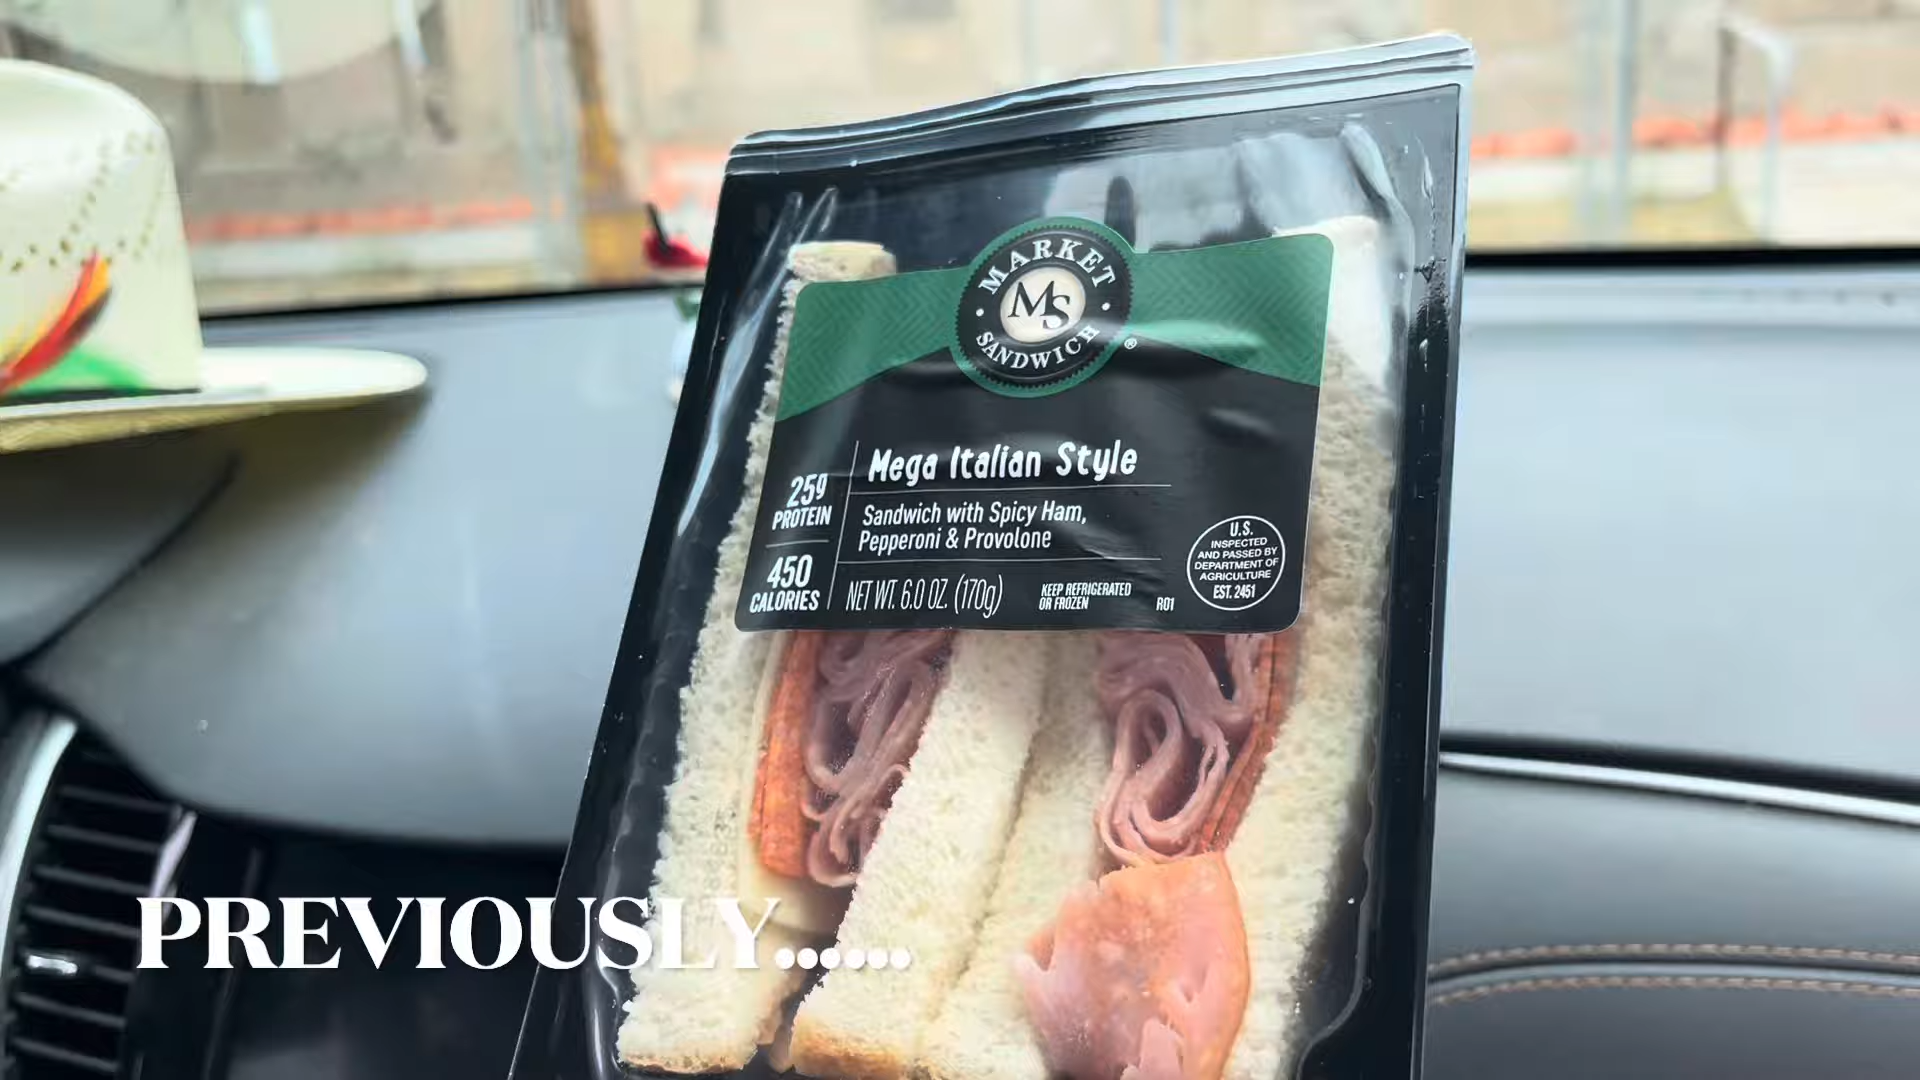 MARKET
MS
SANDWICH
®
Mega Italian Style
25g
PROTEIN
Sandwich with Spicy Ham,
Pepperoni & Provolone
450
CALORIES
NET WT. 6.0 OZ. (170g)
KEEP REFRIGERATED
OR FROZEN
R01
U.S.
INSPECTED
AND PASSED BY
DEPARTMENT OF
AGRICULTURE
EST. 2451
PREVIOUSLY......